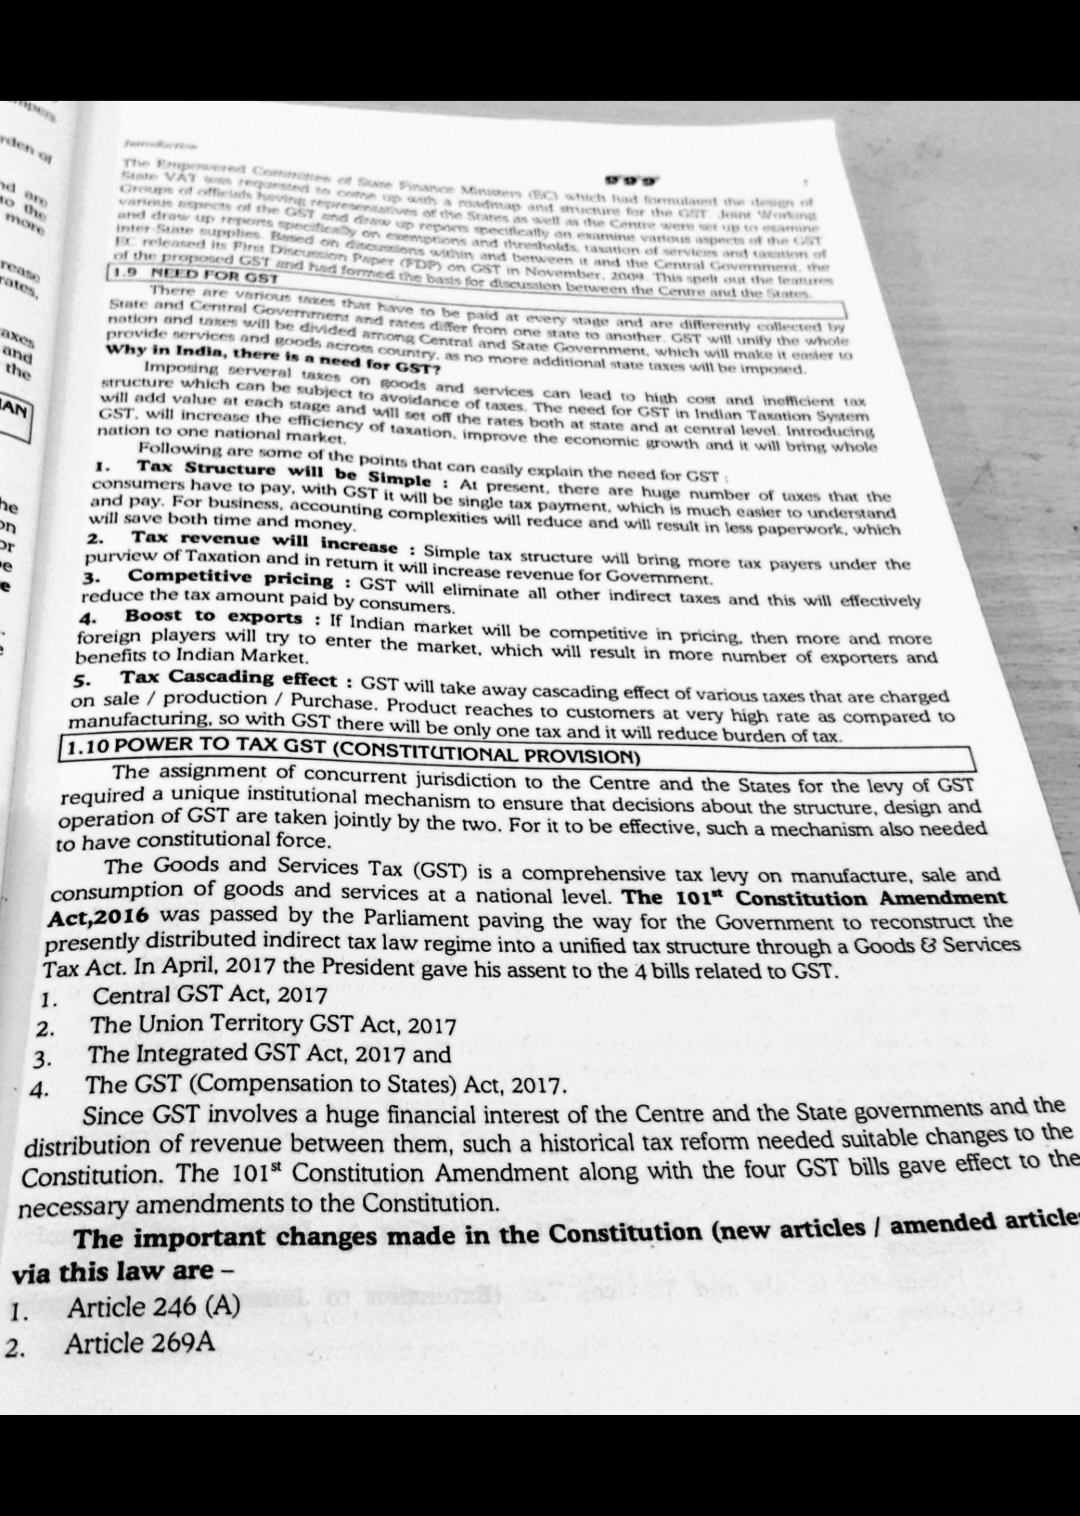 mpers
rden of
nd are
to the
more
rease
rates,
axes
and
the
IAN
he
on
or
e
e
Introduction
The Empowered Committee of State Finance Ministers (EC) which had formulated the design of
State VAT was requested to come up with a roadmap and structure for the GST. Joint Working
Groups of officials having representatives of the States as well as the Centre were set up to examine
various aspects of the GST and draw up reports specifically on examine various aspects of the GST
and draw up reports specifically on exemptions and thresholds, taxation of services and taxation of
inter-State supplies. Based on discussions within and between it and the Central Government, the
EC released its First Discussion Paper (FDP) on GST in November, 2009. This spelt out the features
of the proposed GST and had formed the basis for discussion between the Centre and the States.
1.9 NEED FOR GST
There are various taxes that have to be paid at every stage and are differently collected by
State and Central Government and rates differ from one state to another. GST will unify the whole
nation and taxes will be divided among Central and State Government, which will make it easier to
provide services and goods across country, as no more additional state taxes will be imposed.
Why in India, there is a need for GST?
Imposing serveral taxes on goods and services can lead to high cost and inefficient tax
structure which can be subject to avoidance of taxes. The need for GST in Indian Taxation System
will add value at each stage and will set off the rates both at state and at central level. Introducing
GST, will increase the efficiency of taxation, improve the economic growth and it will bring whole
nation to one national market.
Following are some of the points that can easily explain the need for GST :
1. Tax Structure will be Simple : At present, there are huge number of taxes that the
consumers have to pay, with GST it will be single tax payment, which is much easier to understand
and pay. For business, accounting complexities will reduce and will result in less paperwork, which
will save both time and money.
2. Tax revenue will increase : Simple tax structure will bring more tax payers under the
purview of Taxation and in return it will increase revenue for Government.
3. Competitive pricing : GST will eliminate all other indirect taxes and this will effectively
reduce the tax amount paid by consumers.
4. Boost to exports : If Indian market will be competitive in pricing, then more and more
foreign players will try to enter the market, which will result in more number of exporters and
benefits to Indian Market.
5. Tax Cascading effect : GST will take away cascading effect of various taxes that are charged
on sale / production / Purchase. Product reaches to customers at very high rate as compared to
manufacturing, so with GST there will be only one tax and it will reduce burden of tax.
1.10 POWER TO TAX GST (CONSTITUTIONAL PROVISION)
The assignment of concurrent jurisdiction to the Centre and the States for the levy of GST
required a unique institutional mechanism to ensure that decisions about the structure, design and
operation of GST are taken jointly by the two. For it to be effective, such a mechanism also needed
to have constitutional force.
The Goods and Services Tax (GST) is a comprehensive tax levy on manufacture, sale and
consumption of goods and services at a national level. The 101st Constitution Amendment
Act,2016 was passed by the Parliament paving the way for the Government to reconstruct the
presently distributed indirect tax law regime into a unified tax structure through a Goods & Services
Tax Act. In April, 2017 the President gave his assent to the 4 bills related to GST.
1. Central GST Act, 2017
2. The Union Territory GST Act, 2017
3. The Integrated GST Act, 2017 and
4. The GST (Compensation to States) Act, 2017.
Since GST involves a huge financial interest of the Centre and the State governments and the
distribution of revenue between them, such a historical tax reform needed suitable changes to the
Constitution. The 101st Constitution Amendment along with the four GST bills gave effect to the
necessary amendments to the Constitution.
The important changes made in the Constitution (new articles / amended article
via this law are –
1. Article 246 (A)
2. Article 269A